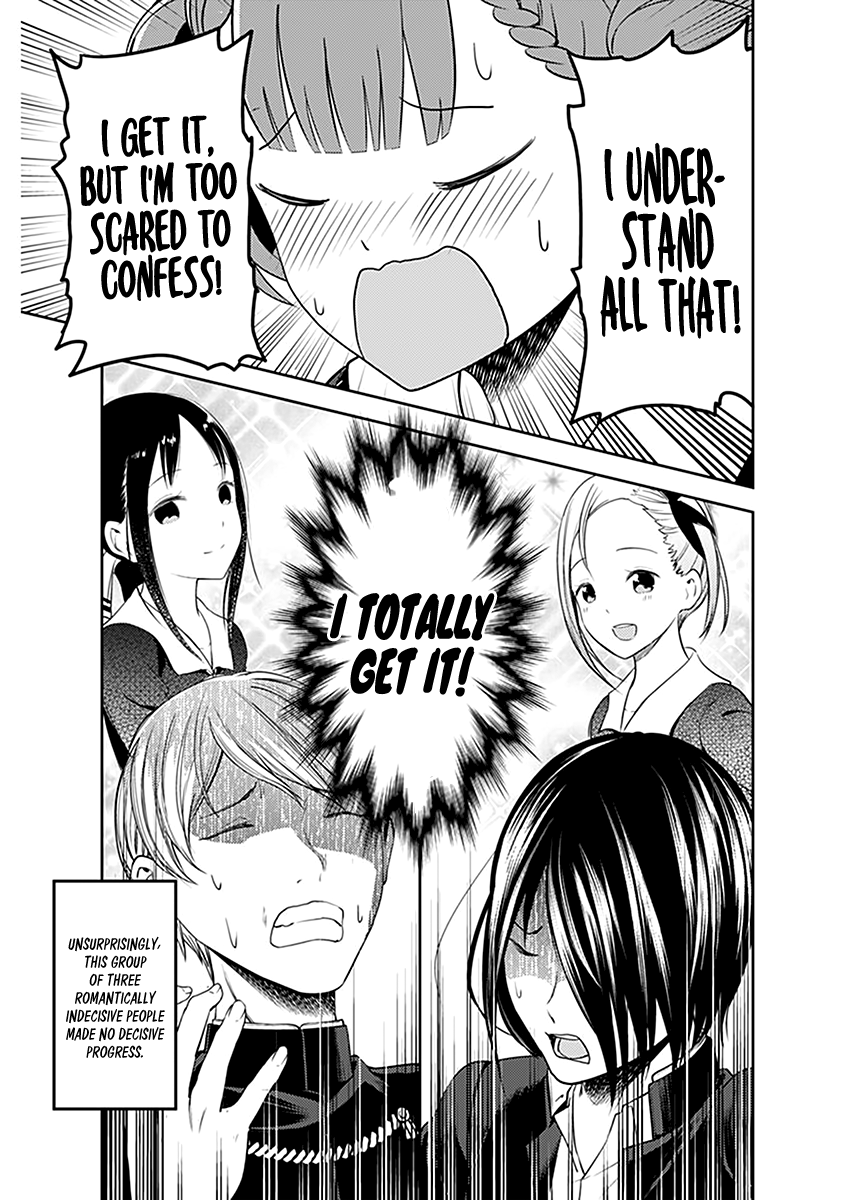 I UNDER-
STAND
ALL THAT!
I GET IT,
BUT I'M TOO
SCARED TO
CONFESS!
I TOTALLY
GET IT!
UNSURPRISINGLY,
THIS GROUP
OF THREE
ROMANTICALLY
INDECISIVE PEOPLE
MADE NO DECISIVE
PROGRESS.